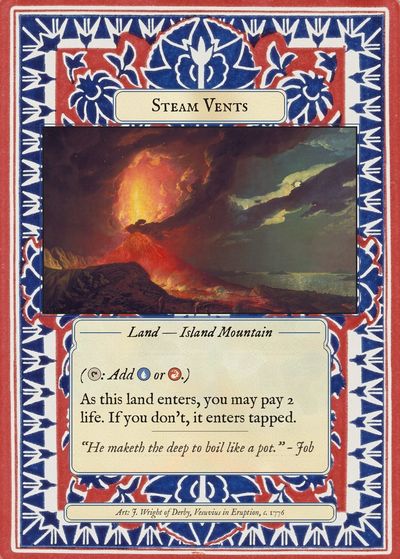 Steam Vents
Land — Island Mountain
(: Add or .)
As this land enters, you may pay 2
life. If you don't, it enters tapped.
"He maketh the deep to boil like a pot." - Job
Art: J. Wright of Derby, Vesuvius in Eruption, c. 1776